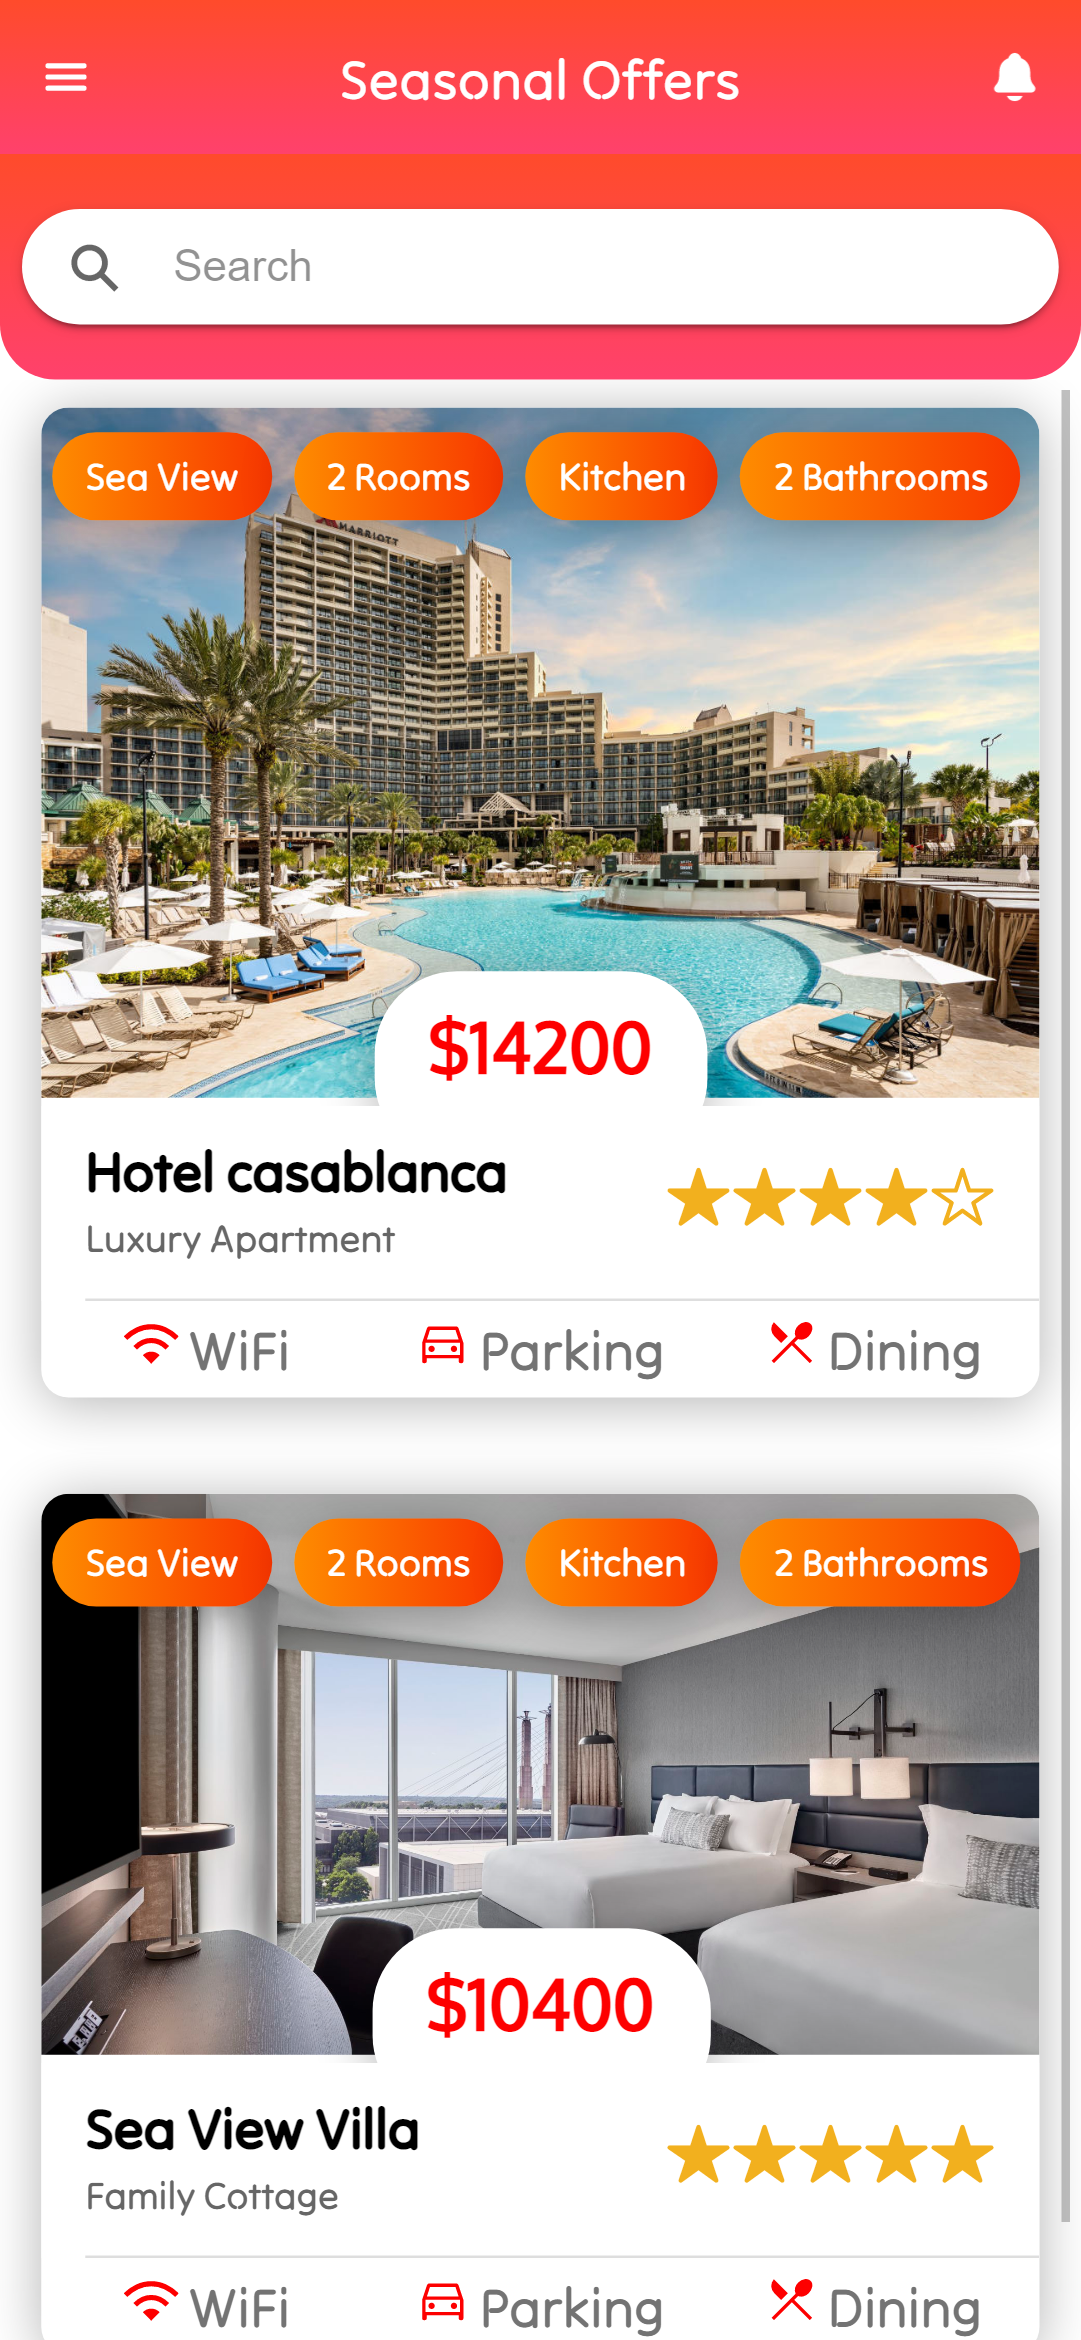 Seasonal Offers
Search
Sea View 2 Rooms Kitchen 2 Bathrooms
MARRIOTT
$14200
Hotel casablanca
Luxury Apartment
WiFi Parking Dining
Sea View 2 Rooms Kitchen 2 Bathrooms
$10400
Sea View Villa
Family Cottage
WiFi Parking Dining